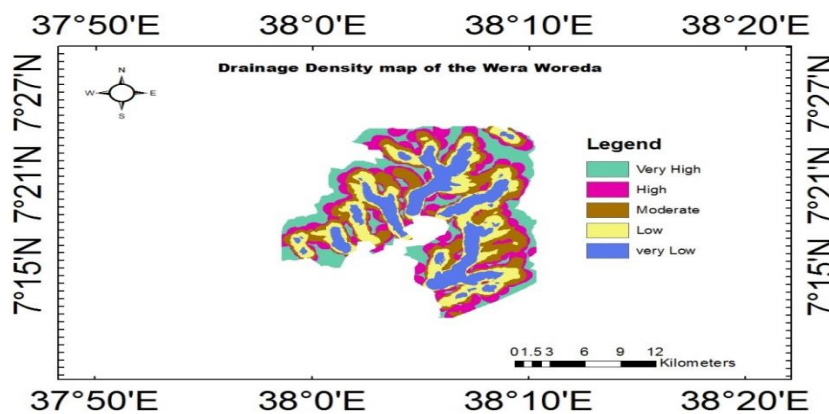 37°50'E 38°0'E 38°10'E 38°20'E
Drainage Density map of the Wera Woreda
N
W E
S
7°27'N 7°21'N 7°15'N
7°27'N 7°21'N 7°15'N
Legend
Very High
High
Moderate
Low
very Low
0 1.5 3 6 9 12
Kilometers
37°50'E 38°0'E 38°10'E 38°20'E